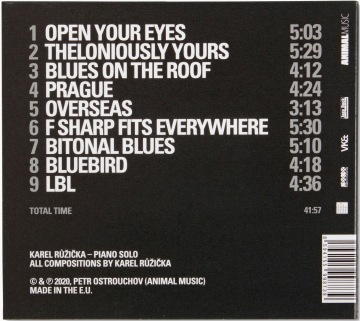 1 OPEN YOUR EYES 5:03
2 THELONIOUSLY YOURS 5:29
3 BLUES ON THE ROOF 4:12
4 PRAGUE 4:24
5 OVERSEAS 3:13
6 F SHARP FITS EVERYWHERE 5:30
7 BITONAL BLUES 5:10
8 BLUEBIRD 4:18
9 LBL 4:36
TOTAL TIME 41:57
KAREL RŮŽIČKA – PIANO SOLO
ALL COMPOSITIONS BY KAREL RŮŽIČKA
© & ℗ 2020, PETR OSTROUCHOV (ANIMAL MUSIC)
MADE IN THE E.U.
ANIMALMUSIC